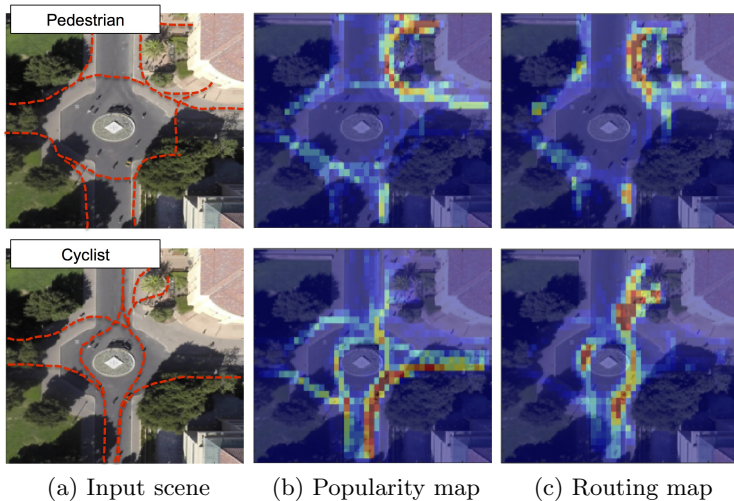 Pedestrian
Cyclist
(a) Input scene
(b) Popularity map
(c) Routing map